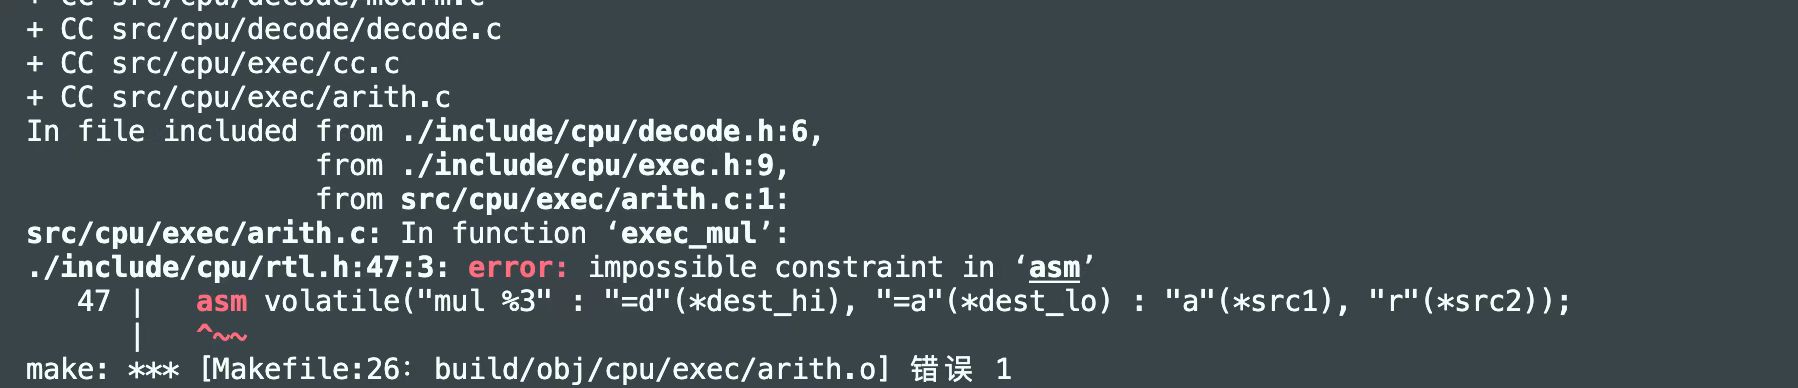 + CC src/cpu/decode/modrm.c
+ CC src/cpu/decode/decode.c
+ CC src/cpu/exec/cc.c
+ CC src/cpu/exec/arith.c
In file included from ./include/cpu/decode.h:6,
                 from ./include/cpu/exec.h:9,
                 from src/cpu/exec/arith.c:1:
src/cpu/exec/arith.c: In function ‘exec_mul’:
./include/cpu/rtl.h:47:3: error: impossible constraint in ‘asm’
   47 |   asm volatile("mul %3" : "=d"(*dest_hi), "=a"(*dest_lo) : "a"(*src1), "r"(*src2));
      |   ^~~
make: *** [Makefile:26：build/obj/cpu/exec/arith.o] 错误 1